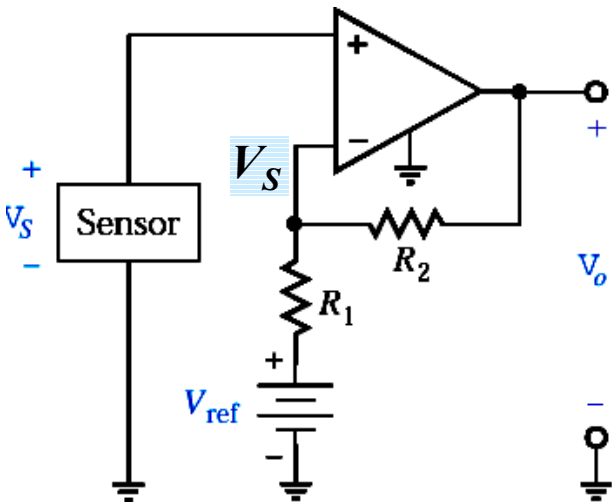 +
−
V_S
+
V_S
Sensor
−
+
R_2
V_o
R_1
+
V_ref
−
−